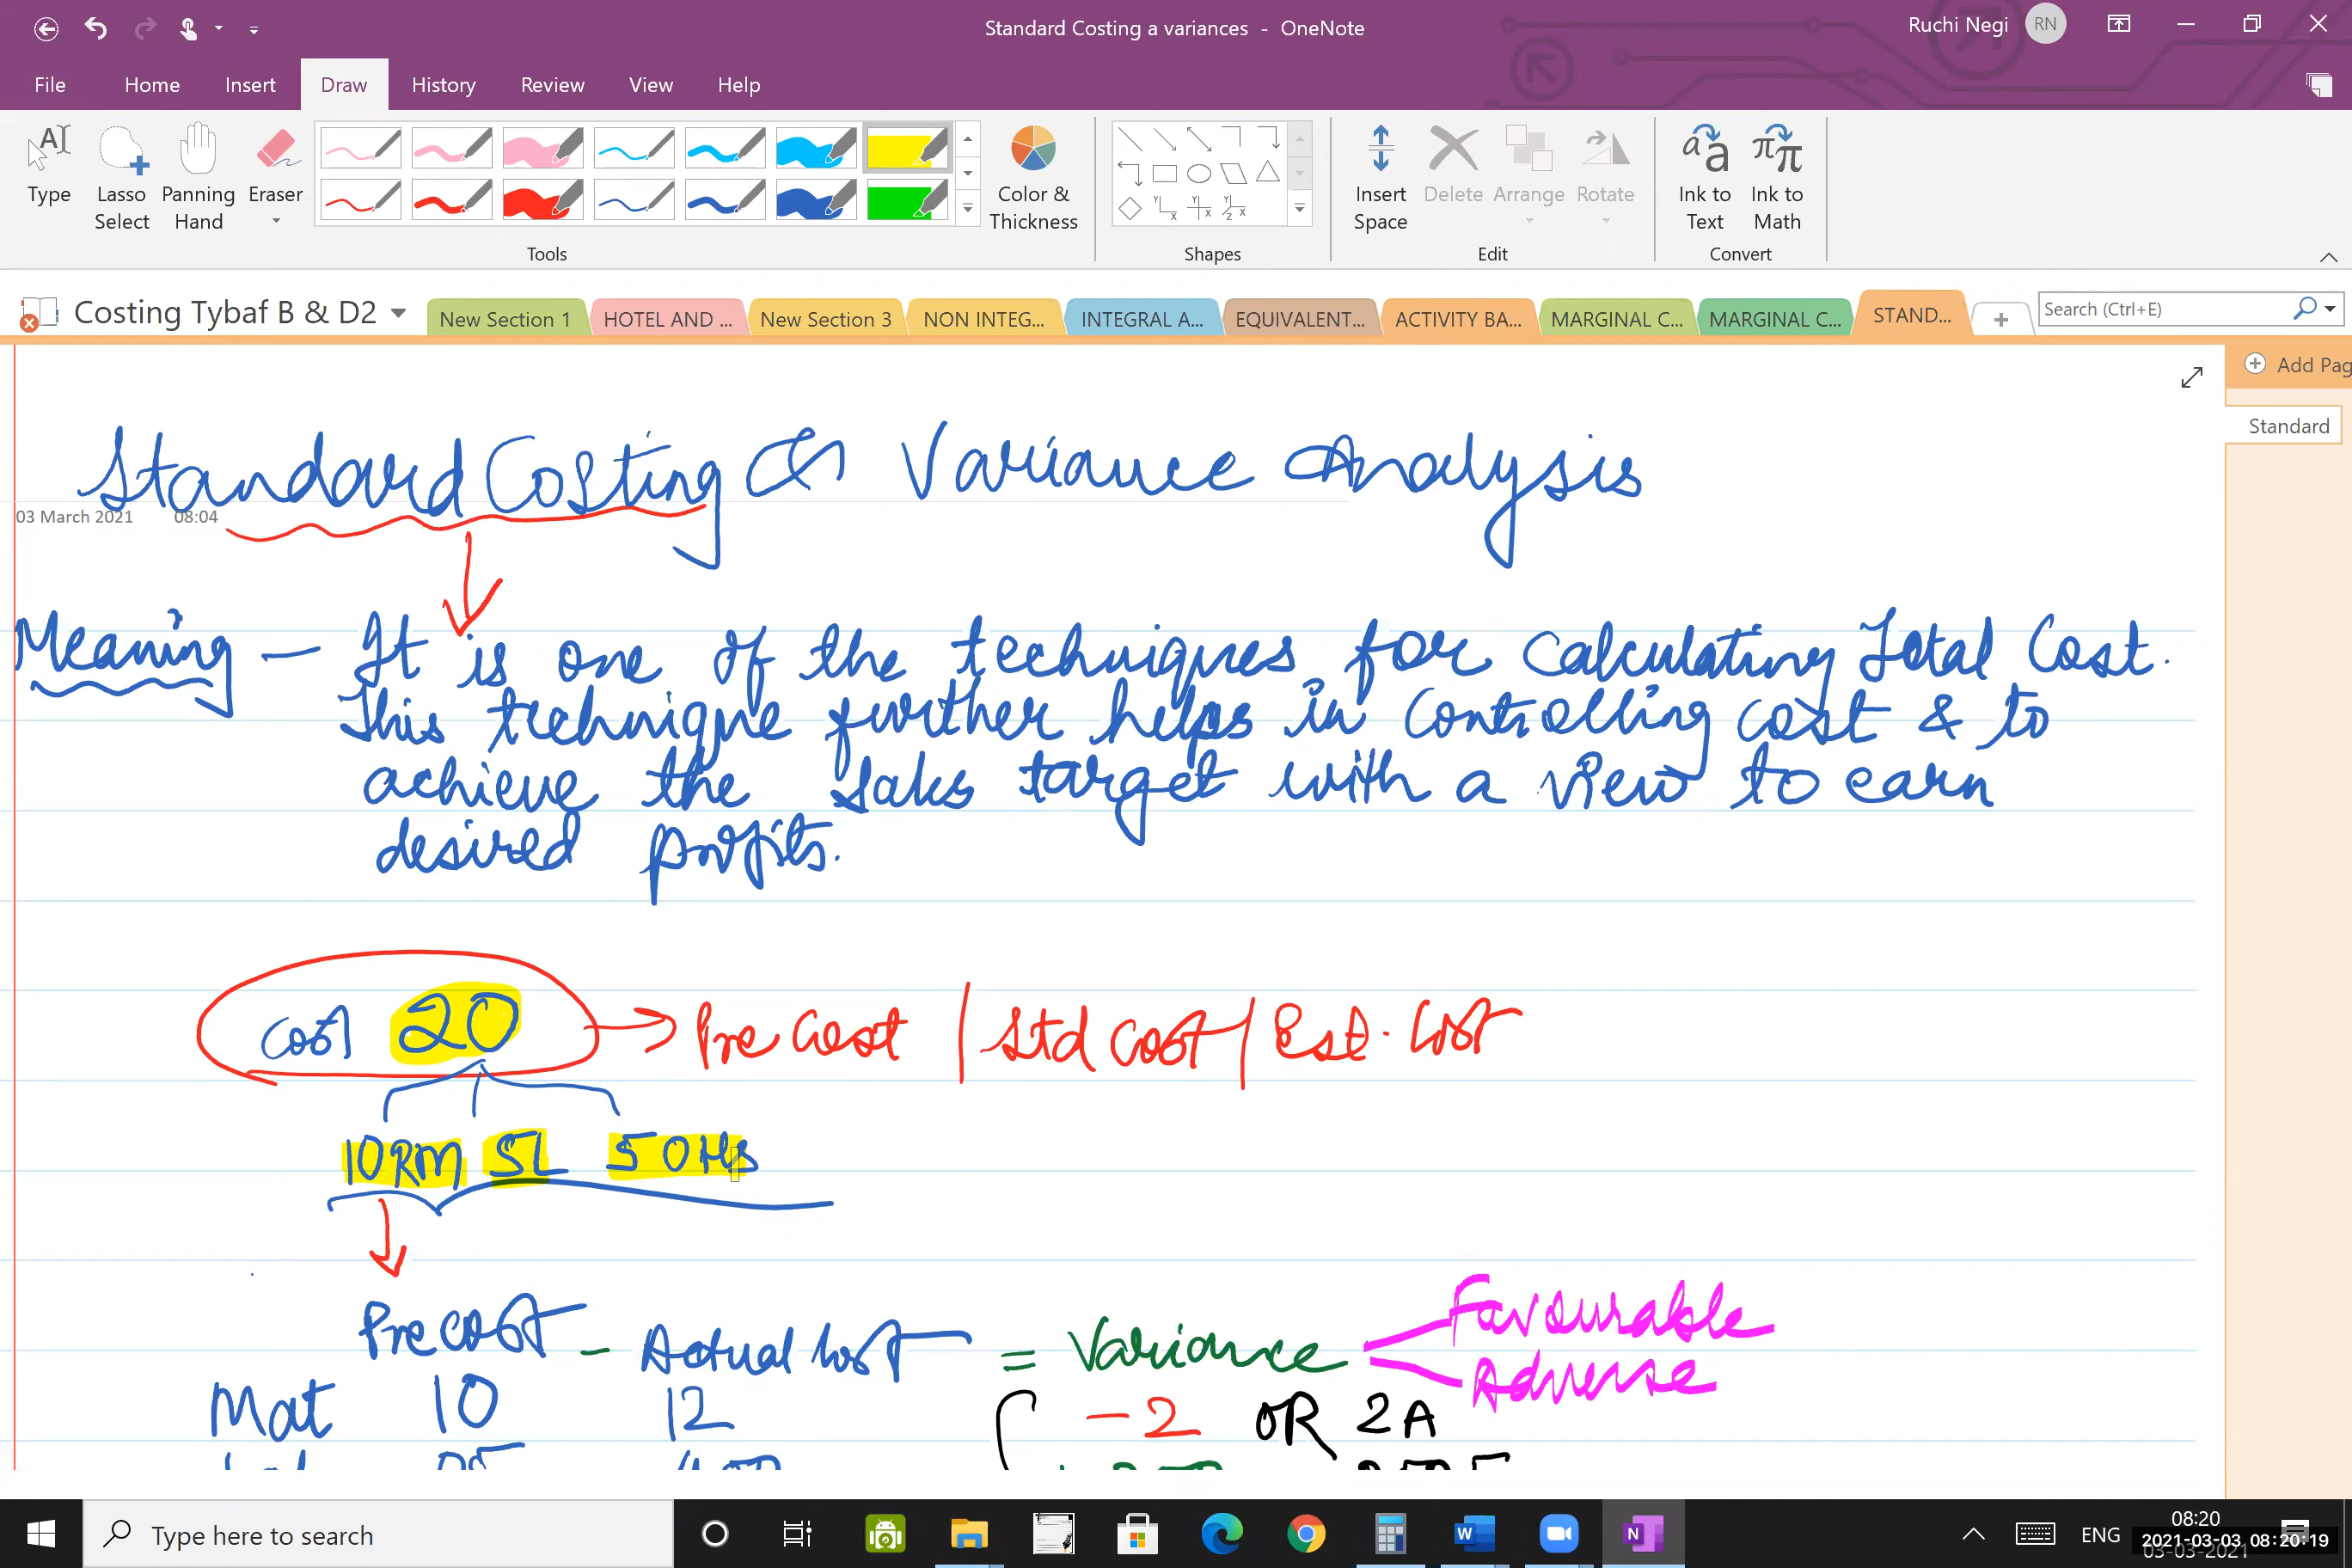 Standard Costing a variances - OneNote
Ruchi Negi RN
File Home Insert Draw History Review View Help
Type
Lasso Select
Panning Hand
Eraser
Color & Thickness
Insert Space
Delete
Arrange
Rotate
Ink to Text
Ink to Math
Tools Shapes Edit Convert
Costing Tybaf B & D2
New Section 1 HOTEL AND ... New Section 3 NON INTEG... INTEGRAL A... EQUIVALENT... ACTIVITY BA... MARGINAL C... MARGINAL C... STAND... Search (Ctrl+E)
Add Pag
Standard
Standard Costing & Variance Analysis
03 March 2021 08:04
Meaning - It is one of the techniques for calculating Total Cost.
This technique further helps in controlling cost & to
achieve the Sales target with a view to earn
desired profits.
Cost 20 → Pre Cost | Std Cost | Est. Cost
10RM 5L 5 OHs
Pre cost - Actual Cost = Variance
Favourable
Adverse
Mat 10 12 -2 OR 2A
Type here to search
ENG
08:20
2021-03-03 08:20:19
03-03-2021